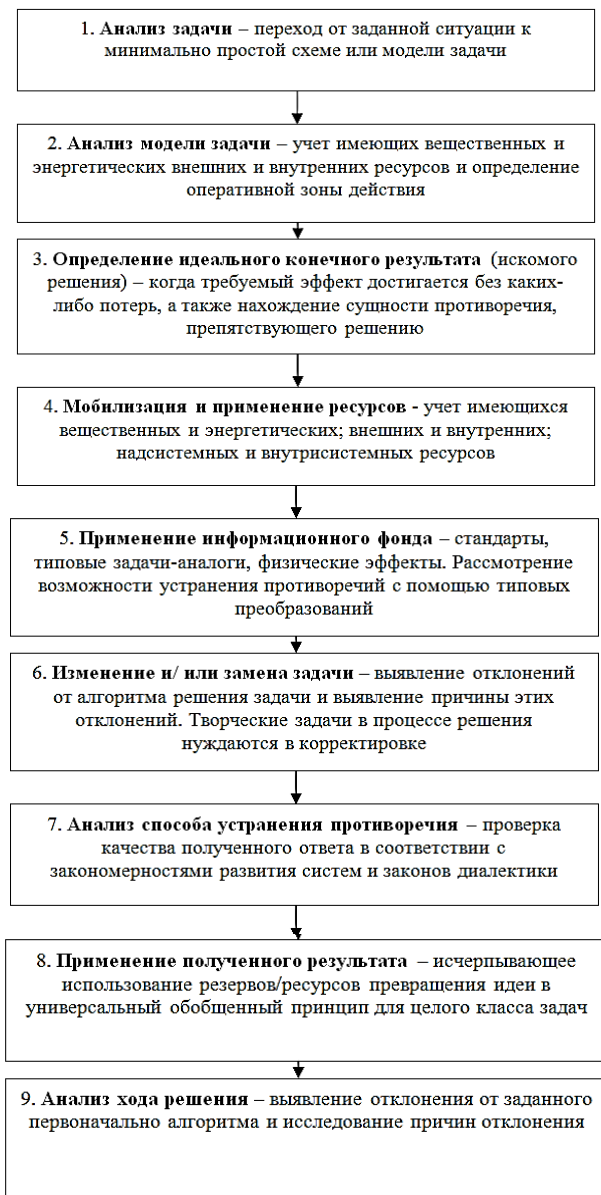 1. Анализ задачи – переход от заданной ситуации к
минимально простой схеме или модели задачи
2. Анализ модели задачи – учет имеющих вещественных и
энергетических внешних и внутренних ресурсов и определение
оперативной зоны действия
3. Определение идеального конечного результата (искомого
решения) – когда требуемый эффект достигается без каких-
либо потерь, а также нахождение сущности противоречия,
препятствующего решению
4. Мобилизация и применение ресурсов - учет имеющихся
вещественных и энергетических; внешних и внутренних;
надсистемных и внутрисистемных ресурсов
5. Применение информационного фонда – стандарты,
типовые задачи-аналоги, физические эффекты. Рассмотрение
возможности устранения противоречий с помощью типовых
преобразований
6. Изменение и/ или замена задачи – выявление отклонений
от алгоритма решения задачи и выявление причины этих
отклонений. Творческие задачи в процессе решения
нуждаются в корректировке
7. Анализ способа устранения противоречия – проверка
качества полученного ответа в соответствии с
закономерностями развития систем и законов диалектики
8. Применение полученного результата – исчерпывающее
использование резервов/ресурсов превращения идеи в
универсальный обобщенный принцип для целого класса задач
9. Анализ хода решения – выявление отклонения от заданного
первоначально алгоритма и исследование причин отклонения